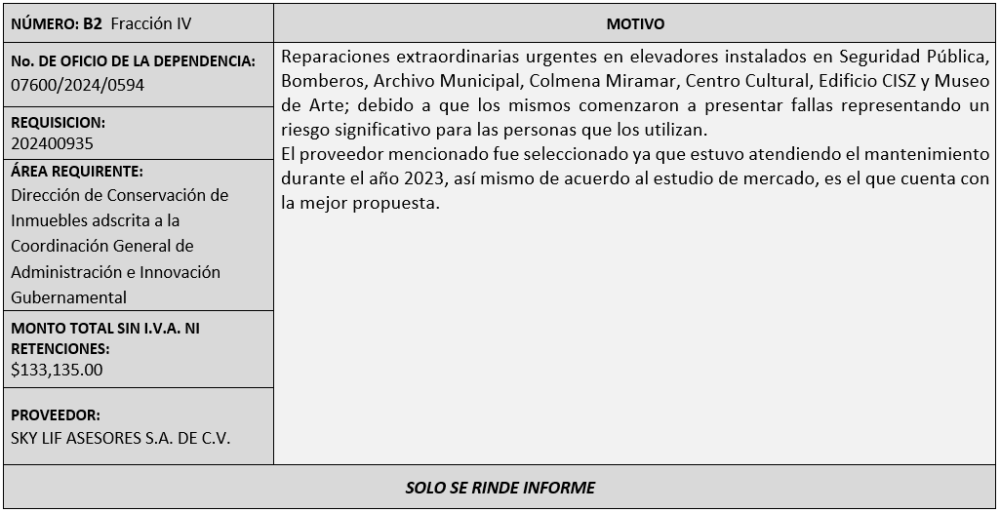 NÚMERO: B2 Fracción IV
No. DE OFICIO DE LA DEPENDENCIA:
07600/2024/0594
REQUISICION:
202400935
ÁREA REQUIRENTE:
Dirección de Conservación de
Inmuebles adscrita a la
Coordinación General de
Administración e Innovación
Gubernamental
MONTO TOTAL SIN I.V.A. NI
RETENCIONES:
$133,135.00
PROVEEDOR:
SKY LIF ASESORES S.A. DE C.V.
MOTIVO
Reparaciones extraordinarias urgentes en elevadores instalados en Seguridad Pública,
Bomberos, Archivo Municipal, Colmena Miramar, Centro Cultural, Edificio CISZ y Museo
de Arte; debido a que los mismos comenzaron a presentar fallas representando un
riesgo significativo para las personas que los utilizan.
El proveedor mencionado fue seleccionado ya que estuvo atendiendo el mantenimiento
durante el año 2023, así mismo de acuerdo al estudio de mercado, es el que cuenta con
la mejor propuesta.
SOLO SE RINDE INFORME